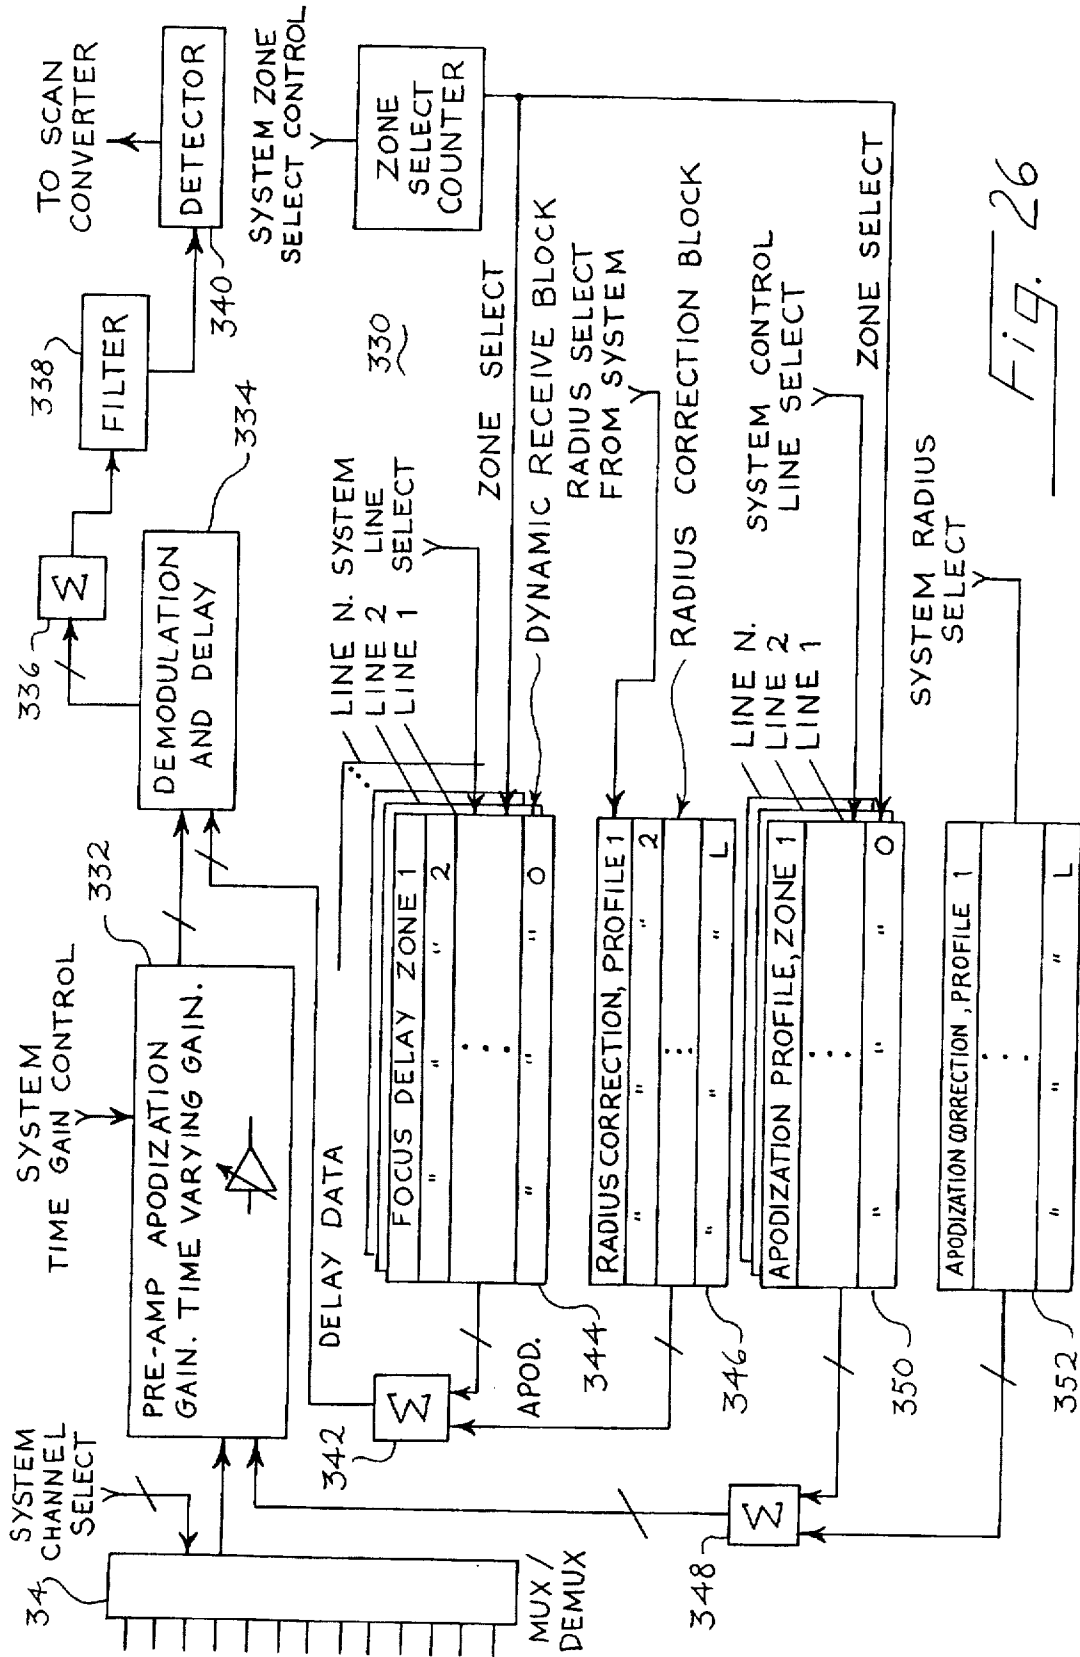 34
SYSTEM
CHANNEL
SELECT
MUX/
DEMUX
SYSTEM
TIME GAIN CONTROL
332
PRE-AMP APODIZATION
GAIN. TIME VARYING GAIN.
336
Σ
338
FILTER
TO SCAN
CONVERTER
DETECTOR
340
DEMODULATION
AND DELAY
334
SYSTEM ZONE
SELECT CONTROL
ZONE
SELECT
COUNTER
330
DELAY DATA
342
Σ
LINE N.
LINE 2
LINE 1
SYSTEM
LINE
SELECT
ZONE SELECT
FOCUS DELAY ZONE 1
" " " 2
" " " O
344
APOD.
DYNAMIC RECEIVE BLOCK
RADIUS SELECT
FROM SYSTEM
RADIUS CORRECTION, PROFILE 1
" " " 2
" " " L
346
RADIUS CORRECTION BLOCK
348
Σ
LINE N.
LINE 2
LINE 1
SYSTEM CONTROL
LINE SELECT
APODIZATION PROFILE, ZONE 1
" " " O
350
ZONE SELECT
SYSTEM RADIUS
SELECT
APODIZATION CORRECTION, PROFILE 1
" " " L
352
Fig. 26